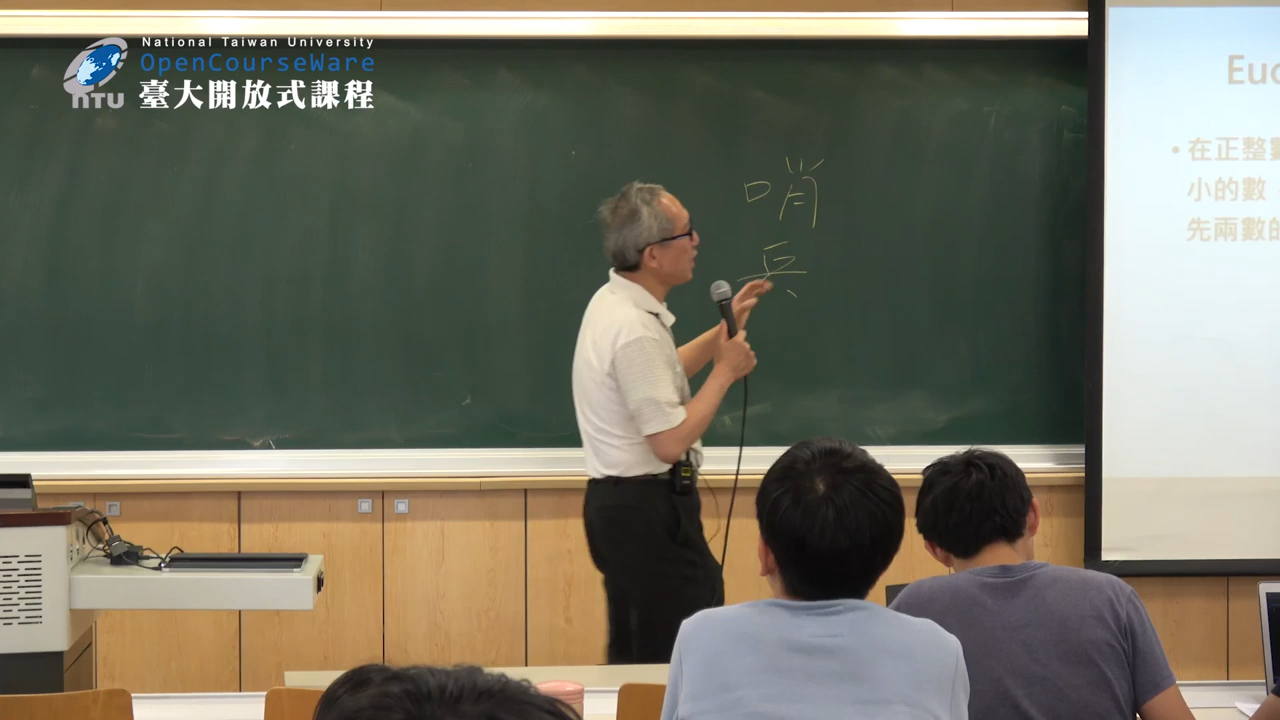 National Taiwan University
OpenCourseWare
臺大開放式課程
NTU
哨
兵
Euc
• 在正整數
小的數
先兩數的